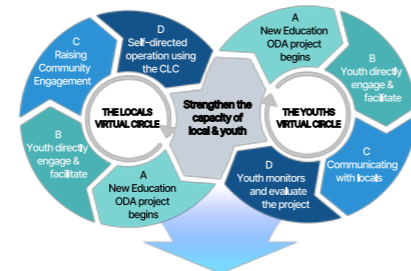 D
Self-directed
operation using
the CLC
C
Raising
Community
Engagement
B
Youth directly
engage &
facilitate
A
New Education
ODA project
begins
THE LOCALS
VIRTUAL CIRCLE
Strengthen the
capacity of
local & youth
A
New Education
ODA project
begins
B
Youth directly
engage &
facilitate
C
Communicating
with locals
D
Youth monitors
and evaluate
the project
THE YOUTHS
VIRTUAL CIRCLE